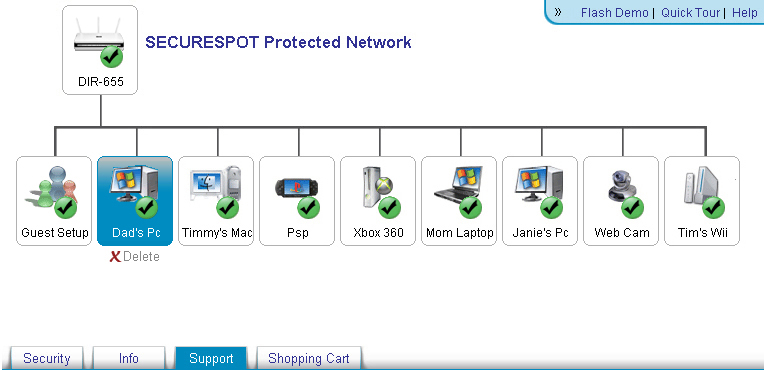 » Flash Demo | Quick Tour | Help
SECURESPOT Protected Network
DIR-655
Guest Setup
Dad's Pc
Timmy's Mac
Psp
Xbox 360
Mom Laptop
Janie's Pc
Web Cam
Tim's Wii
X Delete
Security
Info
Support
Shopping Cart